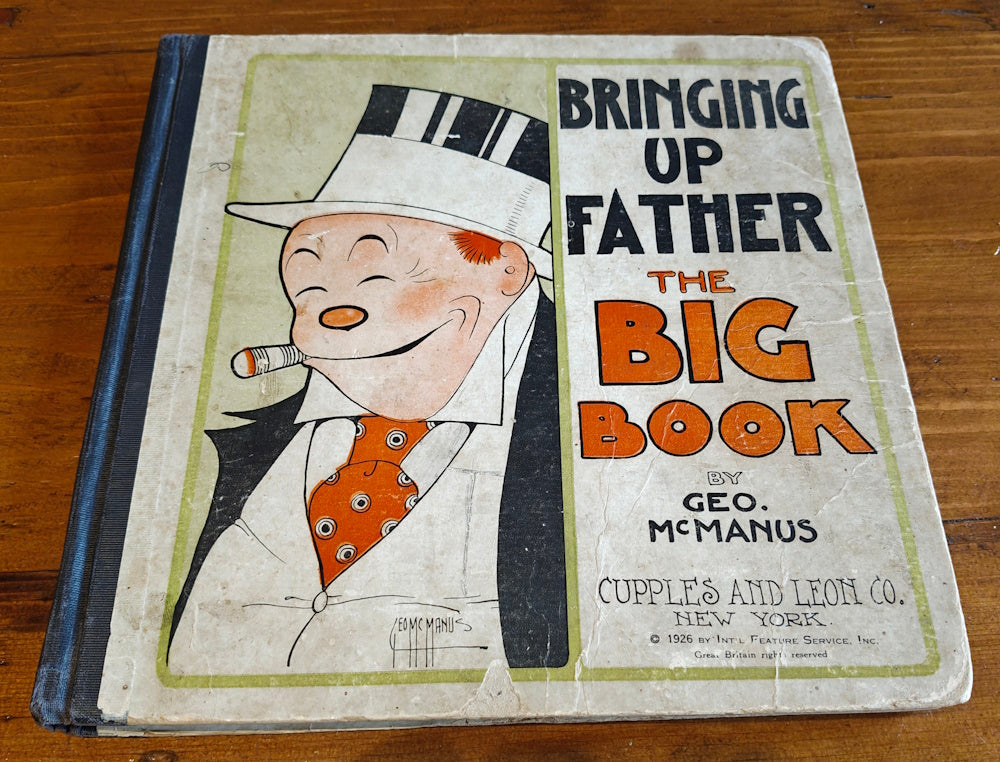 BRINGING
UP
FATHER
THE
BIG
BOOK
BY
GEO.
McMANUS
CUPPLES AND LEON CO.
NEW YORK.
© 1926 BY INT'L FEATURE SERVICE, INC.
Great Britain rights reserved
GEO McMANUS